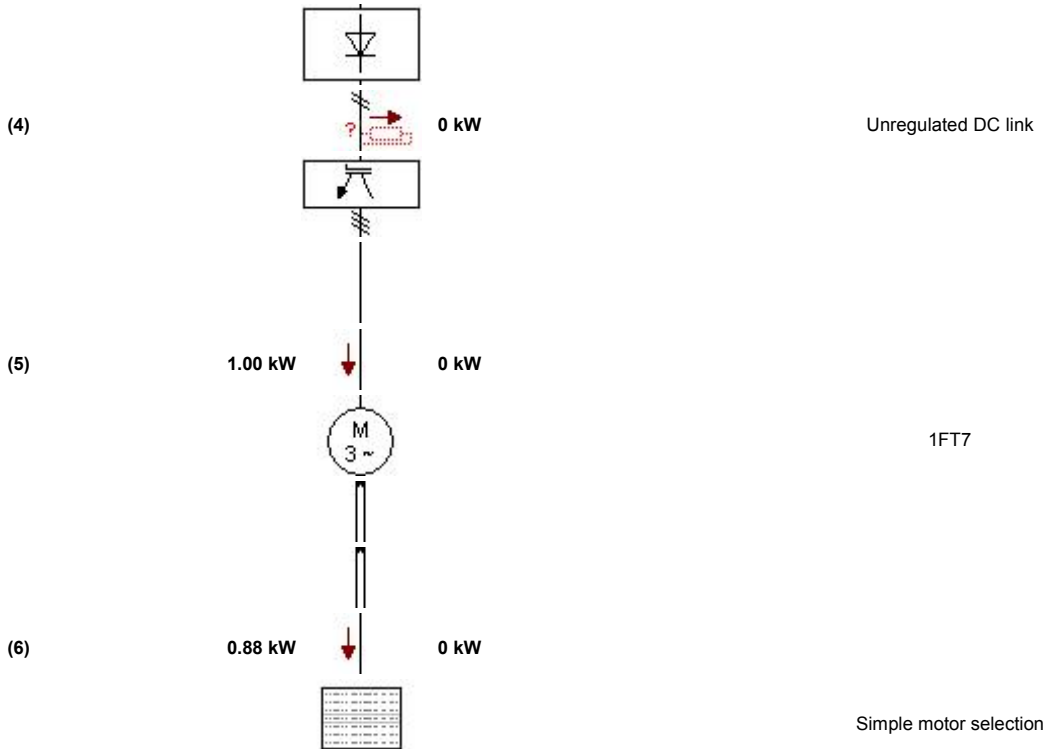 (4) ? 0 kW Unregulated DC link
(5) 1.00 kW 0 kW
M
3 ~ 1FT7
(6) 0.88 kW 0 kW
Simple motor selection